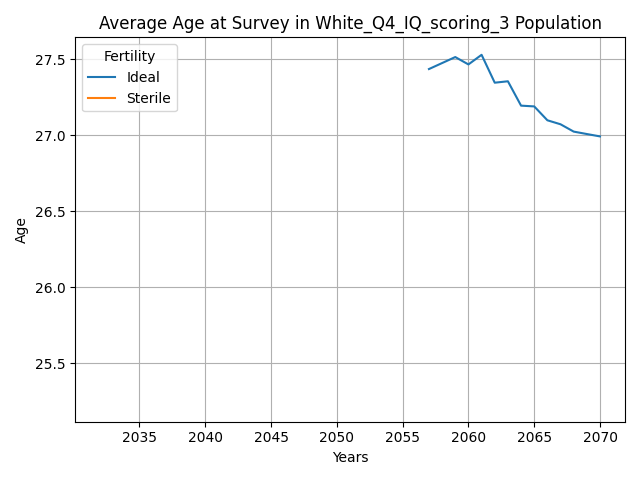 Average Age at Survey in White_Q4_IQ_scoring_3 Population
Fertility
Ideal
Sterile
27.5
27.0
26.5
26.0
25.5
Age
2035 2040 2045 2050 2055 2060 2065 2070
Years